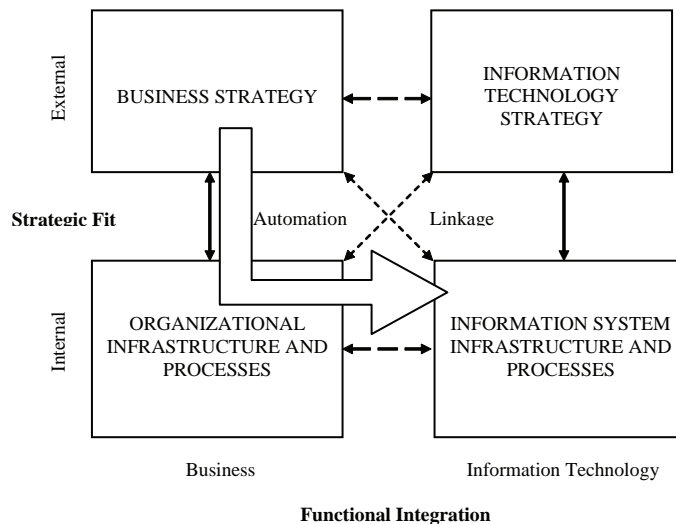 External
BUSINESS STRATEGY
INFORMATION
TECHNOLOGY
STRATEGY
Strategic Fit
Automation
Linkage
Internal
ORGANIZATIONAL
INFRASTRUCTURE AND
PROCESSES
INFORMATION SYSTEM
INFRASTRUCTURE AND
PROCESSES
Business
Information Technology
Functional Integration